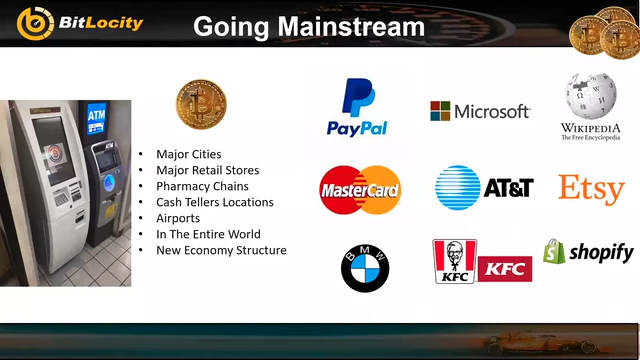 BitLocity
Going Mainstream
ATM
• Major Cities
• Major Retail Stores
• Pharmacy Chains
• Cash Tellers Locations
• Airports
• In The Entire World
• New Economy Structure
PayPal
Microsoft
WIKIPEDIA
The Free Encyclopedia
MasterCard
AT&T
Etsy
BMW
KFC
KFC
shopify